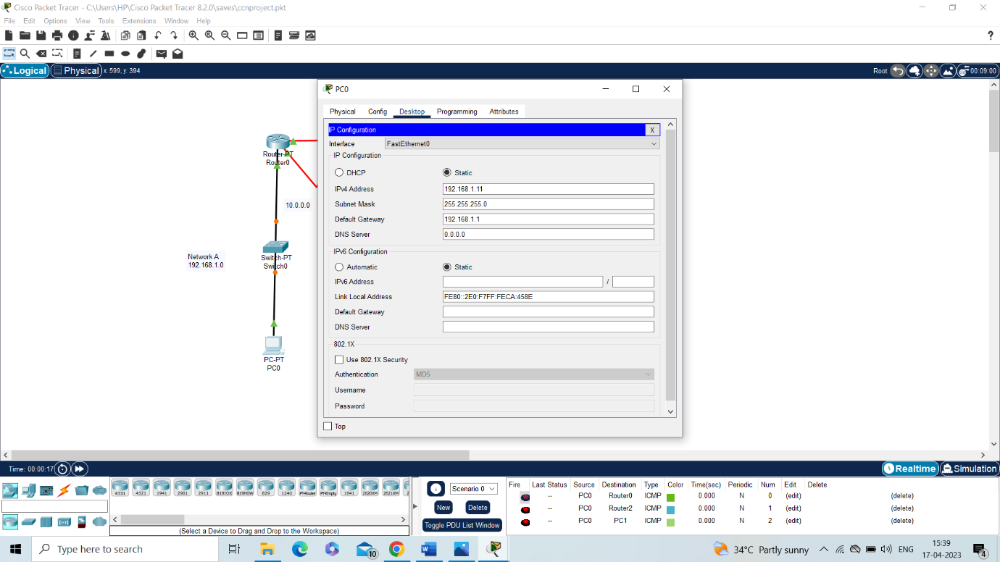 Cisco Packet Tracer - C:\Users\HP\Cisco Packet Tracer 8.2.0\saves\ccnproject.pkt
File Edit Options View Tools Extensions Window Help
?
Logical Physical x: 599, y: 394 Root 00:09:00
PC0
Physical Config Desktop Programming Attributes
IP Configuration X
Interface FastEthernet0
IP Configuration
DHCP Static
IPv4 Address 192.168.1.11
Subnet Mask 255.255.255.0
Default Gateway 192.168.1.1
DNS Server 0.0.0.0
IPv6 Configuration
Automatic Static
IPv6 Address /
Link Local Address FE80::2E0:F7FF:FECA:458E
Default Gateway
DNS Server
802.1X
Use 802.1X Security
Authentication MD5
Username
Password
Top
Router-PT
Router0
10.0.0.0
Network A
192.168.1.0
Switch-PT
Switch0
PC-PT
PC0
Time: 00:00:17 Realtime Simulation
4331 4321 1941 2901 2911 819IOX 819HGW 829 1240 PT-Router PT-Empty 1841 2620XM 2621XM 2
(Select a Device to Drag and Drop to the Workspace)
Scenario 0
New Delete
Toggle PDU List Window
Fire Last Status Source Destination Type Color Time(sec) Periodic Num Edit Delete
-- PC0 Router0 ICMP 0.000 N 0 (edit) (delete)
-- PC0 Router2 ICMP 0.000 N 1 (edit) (delete)
-- PC0 PC1 ICMP 0.000 N 2 (edit) (delete)
Type here to search
10
34°C Partly sunny
ENG
15:39
17-04-2023
4